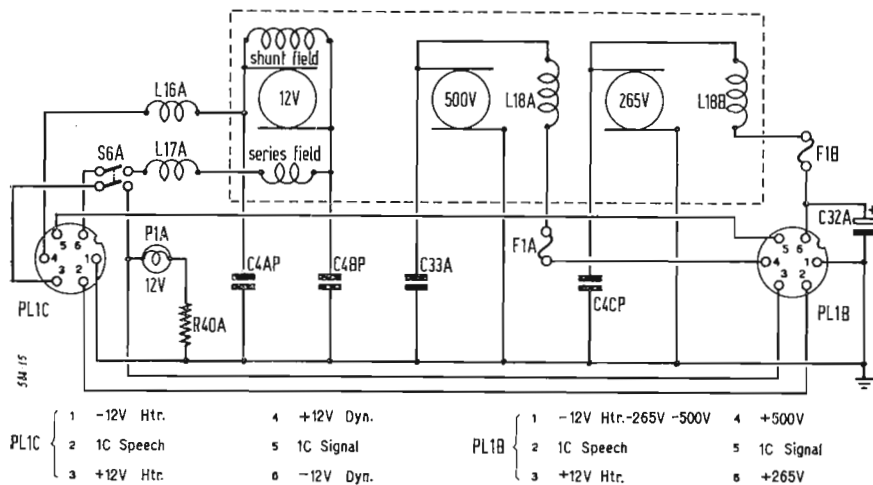 shunt field
L16A
12V
500V
L18A
265V
L18B
S6A
L17A
series field
F1B
C32A
+
5 6
4 1
3 2
PL1C
P1A
12V
R40A
C4AP
C4BP
C33A
F1A
C4CP
5 6
4 1
3 2
PL1B
PL1C
1 -12V Htr.
2 1C Speech
3 +12V Htr.
4 +12V Dyn.
5 1C Signal
6 -12V Dyn.
PL1B
1 -12V Htr.-265V -500V
2 1C Speech
3 +12V Htr.
4 +500V
5 1C Signal
6 +265V